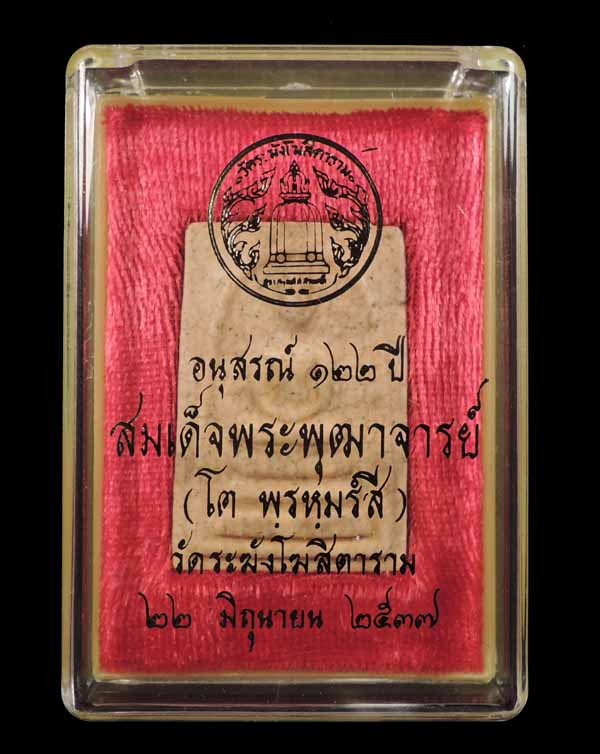 วัดระฆังโฆสิตาราม
อนุสรณ์ ๑๒๒ ปี
สมเด็จพระพุฒาจารย์
(โต พฺรหฺมรํสี)
วัดระฆังโฆสิตาราม
๒๒ มิถุนายน ๒๕๓๗